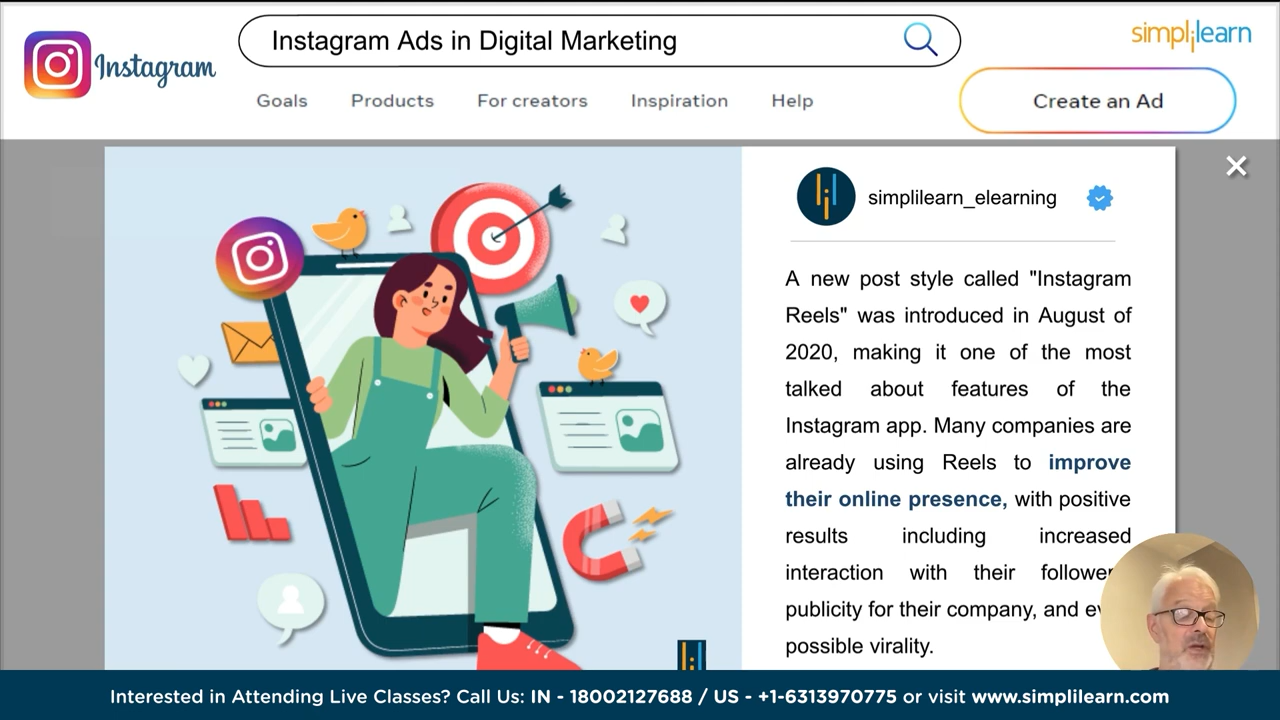 Instagram
Instagram Ads in Digital Marketing
simplilearn
Goals Products For creators Inspiration Help
Create an Ad
simplilearn_elearning
A new post style called "Instagram
Reels" was introduced in August of
2020, making it one of the most
talked about features of the
Instagram app. Many companies are
already using Reels to improve
their online presence, with positive
results including increased
interaction with their
publicity for their company, and
possible virality.
Interested in Attending Live Classes? Call Us: IN - 18002127688 / US - +1-6313970775 or visit www.simplilearn.com